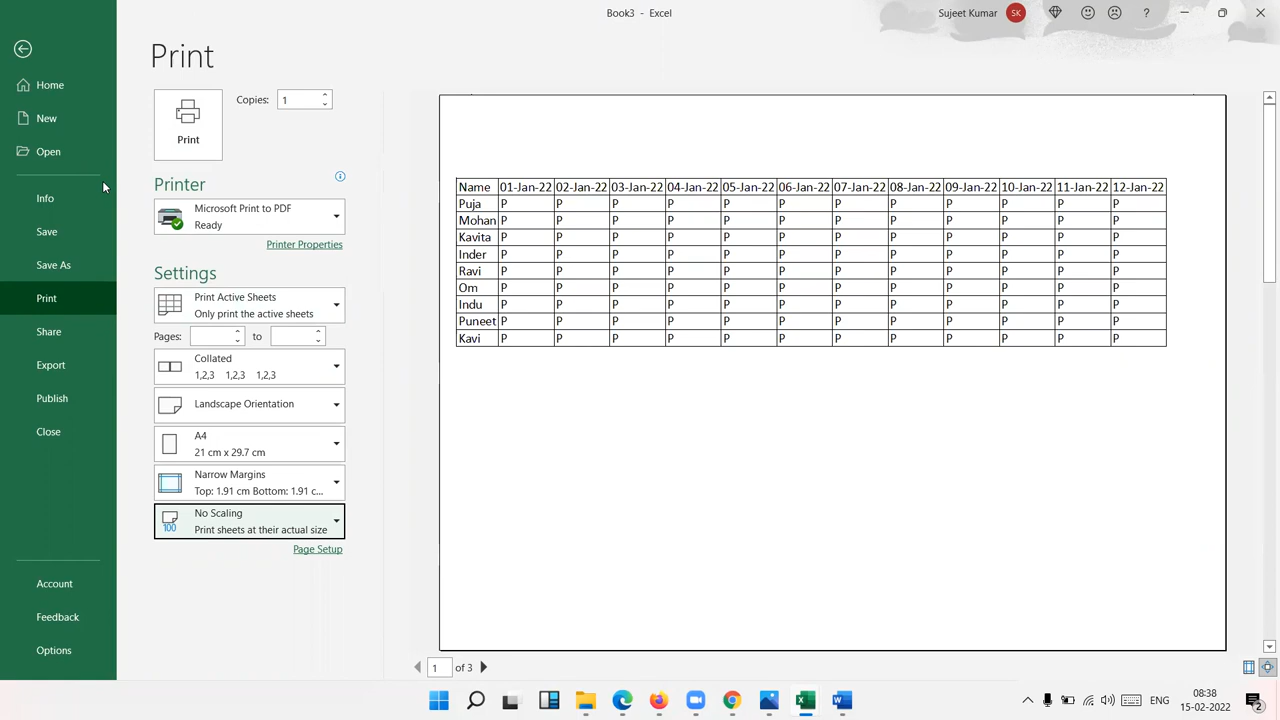 Book3 - Excel
Sujeet Kumar SK
Home
New
Open
Info
Save
Save As
Print
Share
Export
Publish
Close
Account
Feedback
Options
Print
Print
Copies: 1
Printer
Microsoft Print to PDF
Ready
Printer Properties
Settings
Print Active Sheets
Only print the active sheets
Pages: to
Collated
1,2,3 1,2,3 1,2,3
Landscape Orientation
A4
21 cm x 29.7 cm
Narrow Margins
Top: 1.91 cm Bottom: 1.91 c...
100
No Scaling
Print sheets at their actual size
Page Setup
Name 01-Jan-22 02-Jan-22 03-Jan-22 04-Jan-22 05-Jan-22 06-Jan-22 07-Jan-22 08-Jan-22 09-Jan-22 10-Jan-22 11-Jan-22 12-Jan-22
Puja P P P P P P P P P P P P
Mohan P P P P P P P P P P P P
Kavita P P P P P P P P P P P P
Inder P P P P P P P P P P P P
Ravi P P P P P P P P P P P P
Om P P P P P P P P P P P P
Indu P P P P P P P P P P P P
Puneet P P P P P P P P P P P P
Kavi P P P P P P P P P P P P
1 of 3
ENG
08:38
15-02-2022
2